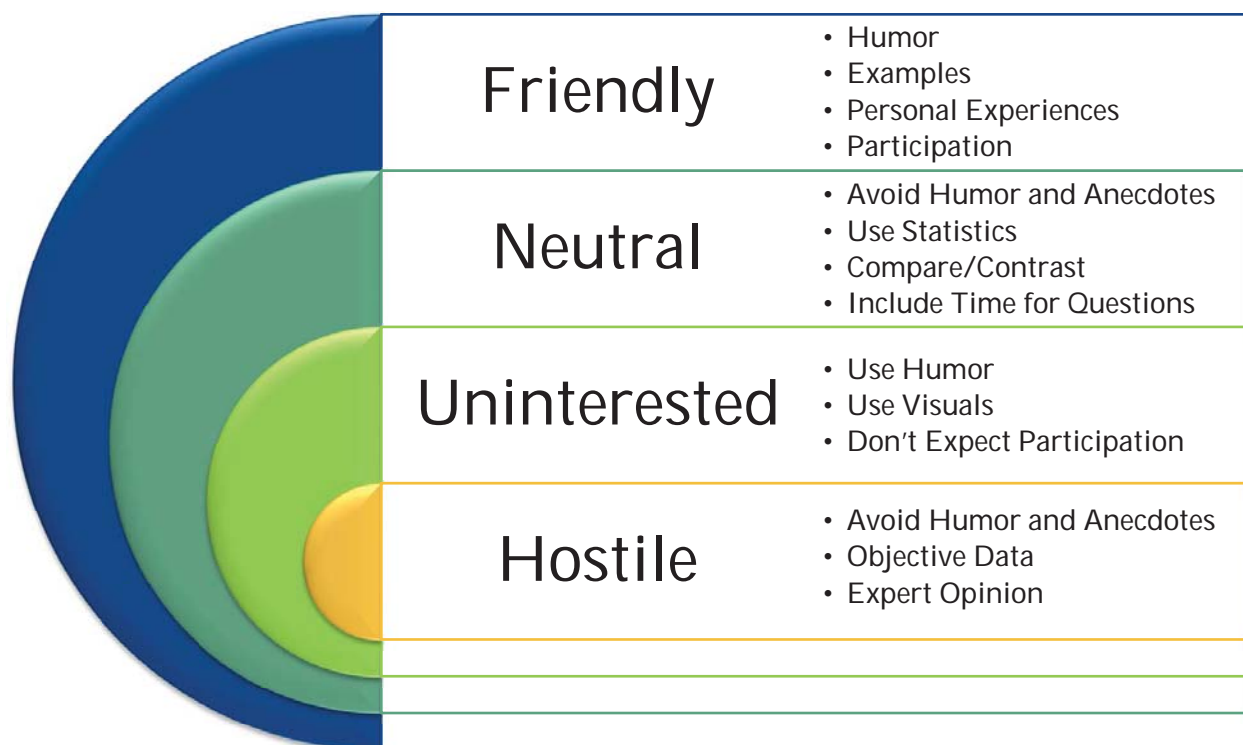 Friendly
• Humor
• Examples
• Personal Experiences
• Participation
Neutral
• Avoid Humor and Anecdotes
• Use Statistics
• Compare/Contrast
• Include Time for Questions
Uninterested
• Use Humor
• Use Visuals
• Don't Expect Participation
Hostile
• Avoid Humor and Anecdotes
• Objective Data
• Expert Opinion